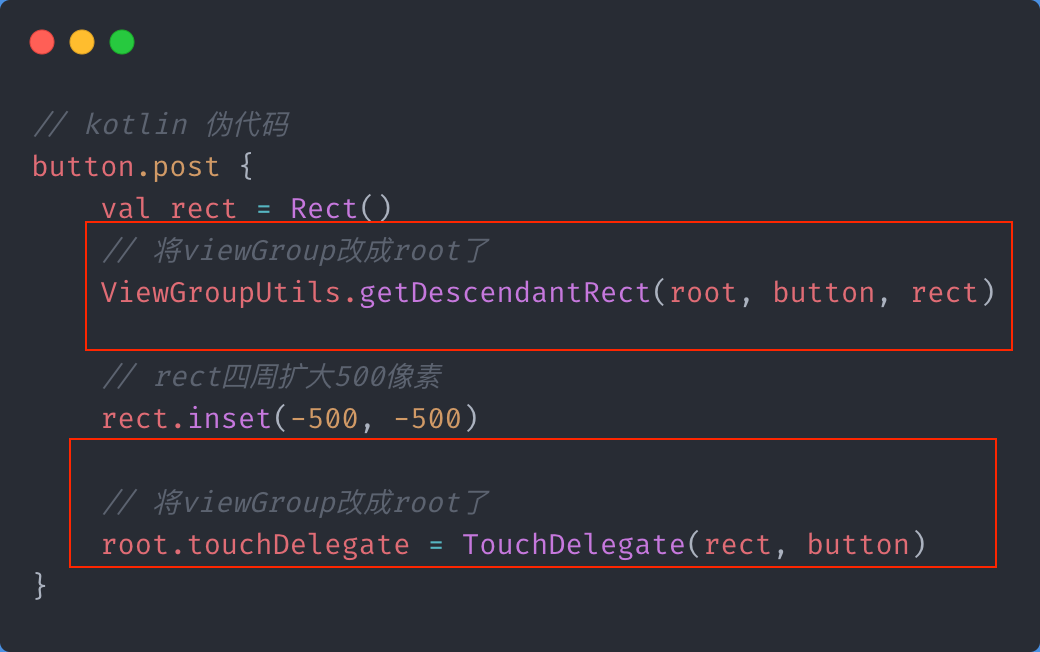 // kotlin 伪代码
button.post {
    val rect = Rect()
    // 将viewGroup改成root了
    ViewGroupUtils.getDescendantRect(root, button, rect)
    // rect四周扩大500像素
    rect.inset(-500, -500)
    // 将viewGroup改成root了
    root.touchDelegate = TouchDelegate(rect, button)
}